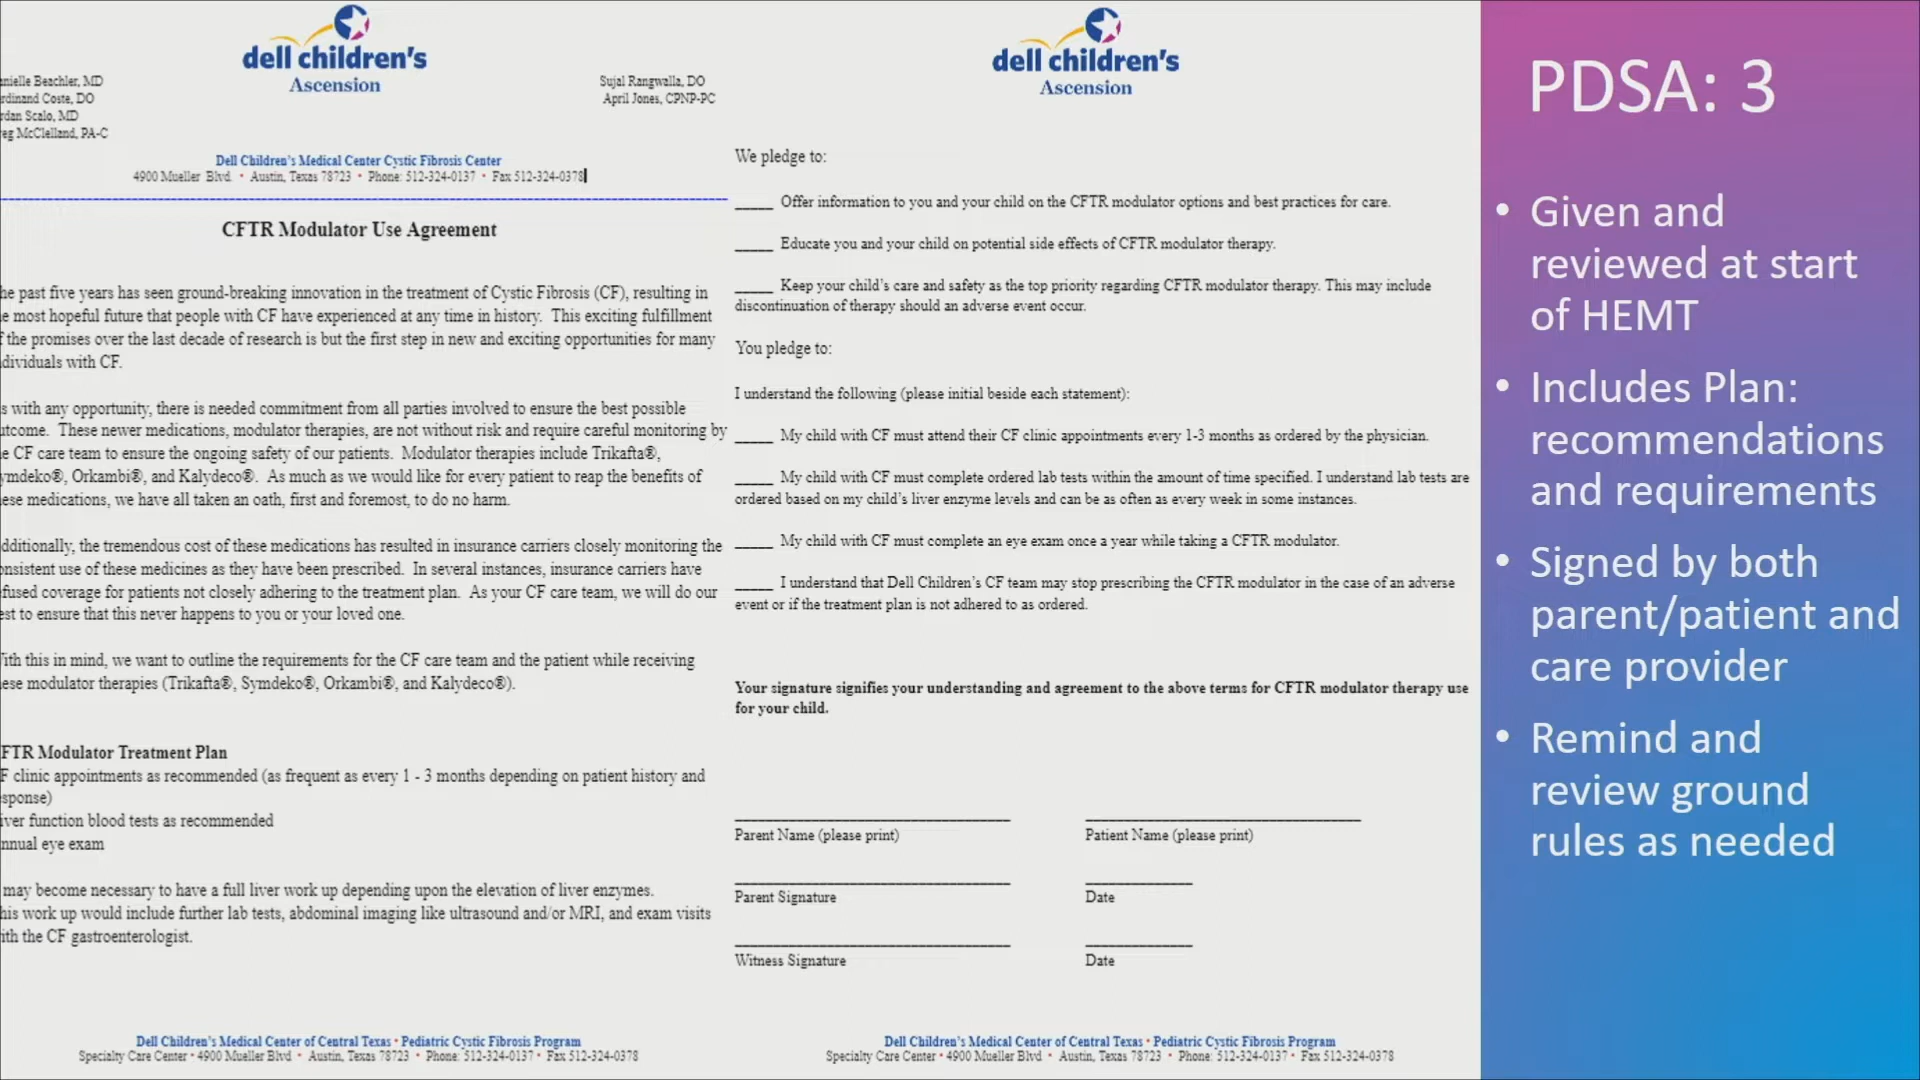 dell children's
Ascension
anielle Beachler, MD
rdinand Coste, DO
rdan Scalo, MD
eg McClelland, PA-C
Sujal Rangwalla, DO
April Jones, CPNP-PC
Dell Children's Medical Center Cystic Fibrosis Center
4900 Mueller Blvd. • Austin, Texas 78723 • Phone: 512-324-0137 • Fax 512-324-0378
CFTR Modulator Use Agreement
he past five years has seen ground-breaking innovation in the treatment of Cystic Fibrosis (CF), resulting in
e most hopeful future that people with CF have experienced at any time in history. This exciting fulfillment
f the promises over the last decade of research is but the first step in new and exciting opportunities for many
dividuals with CF.
s with any opportunity, there is needed commitment from all parties involved to ensure the best possible
utcome. These newer medications, modulator therapies, are not without risk and require careful monitoring by
e CF care team to ensure the ongoing safety of our patients. Modulator therapies include Trikafta®,
ymdeko®, Orkambi®, and Kalydeco®. As much as we would like for every patient to reap the benefits of
ese medications, we have all taken an oath, first and foremost, to do no harm.
dditionally, the tremendous cost of these medications has resulted in insurance carriers closely monitoring the
onsistent use of these medicines as they have been prescribed. In several instances, insurance carriers have
fused coverage for patients not closely adhering to the treatment plan. As your CF care team, we will do our
est to ensure that this never happens to you or your loved one.
ith this in mind, we want to outline the requirements for the CF care team and the patient while receiving
ese modulator therapies (Trikafta®, Symdeko®, Orkambi®, and Kalydeco®).
FTR Modulator Treatment Plan
F clinic appointments as recommended (as frequent as every 1 - 3 months depending on patient history and
sponse)
iver function blood tests as recommended
nnual eye exam
may become necessary to have a full liver work up depending upon the elevation of liver enzymes.
his work up would include further lab tests, abdominal imaging like ultrasound and/or MRI, and exam visits
ith the CF gastroenterologist.
Dell Children's Medical Center of Central Texas • Pediatric Cystic Fibrosis Program
Specialty Care Center • 4900 Mueller Blvd • Austin, Texas 78723 • Phone: 512-324-0137 • Fax 512-324-0378
dell children's
Ascension
We pledge to:
_____ Offer information to you and your child on the CFTR modulator options and best practices for care.
_____ Educate you and your child on potential side effects of CFTR modulator therapy.
_____ Keep your child's care and safety as the top priority regarding CFTR modulator therapy. This may include
discontinuation of therapy should an adverse event occur.
You pledge to:
I understand the following (please initial beside each statement):
_____ My child with CF must attend their CF clinic appointments every 1-3 months as ordered by the physician.
_____ My child with CF must complete ordered lab tests within the amount of time specified. I understand lab tests are
ordered based on my child's liver enzyme levels and can be as often as every week in some instances.
_____ My child with CF must complete an eye exam once a year while taking a CFTR modulator.
_____ I understand that Dell Children's CF team may stop prescribing the CFTR modulator in the case of an adverse
event or if the treatment plan is not adhered to as ordered.
Your signature signifies your understanding and agreement to the above terms for CFTR modulator therapy use
for your child.
Parent Name (please print)
Patient Name (please print)
Parent Signature
Date
Witness Signature
Date
Dell Children's Medical Center of Central Texas • Pediatric Cystic Fibrosis Program
Specialty Care Center • 4900 Mueller Blvd • Austin, Texas 78723 • Phone: 512-324-0137 • Fax 512-324-0378
PDSA: 3
• Given and
reviewed at start
of HEMT
• Includes Plan:
recommendations
and requirements
• Signed by both
parent/patient and
care provider
• Remind and
review ground
rules as needed